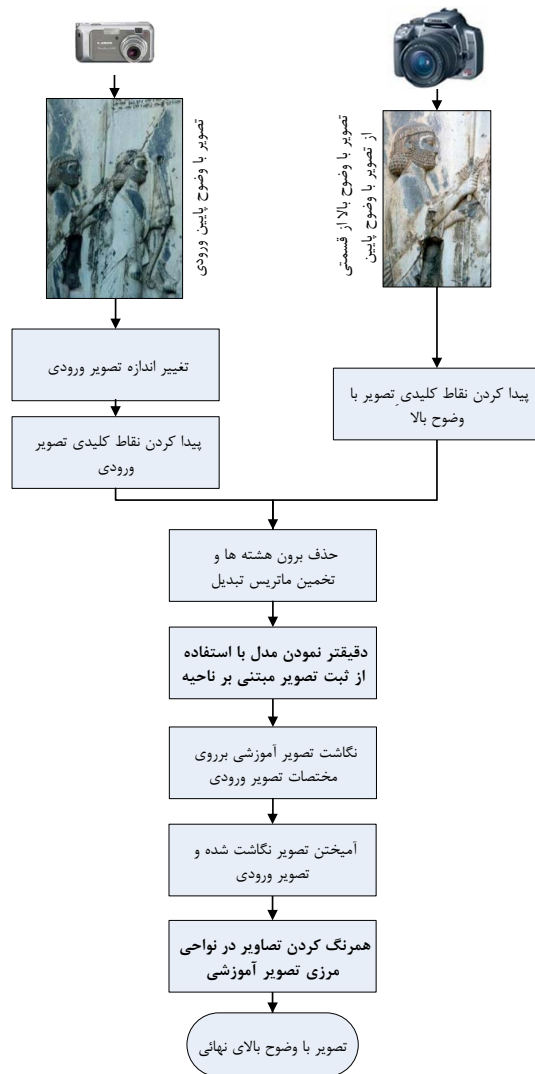 تصویر با وضوح پایین ورودی
تصویر با وضوح بالا از قسمتی
از تصویر با وضوح پایین
تغییر اندازه تصویر ورودی
پیدا کردن نقاط کلیدی تصویر
ورودی
پیدا کردن نقاط کلیدیِ تصویر با
وضوح بالا
حذف برون هشته ها و
تخمین ماتریس تبدیل
دقیقتر نمودن مدل با استفاده
از ثبت تصویر مبتنی بر ناحیه
نگاشت تصویر آموزشی برروی
مختصات تصویر ورودی
آمیختن تصویر نگاشت شده و
تصویر ورودی
همرنگ کردن تصاویر در نواحی
مرزی تصویر آموزشی
تصویر با وضوح بالای نهائی